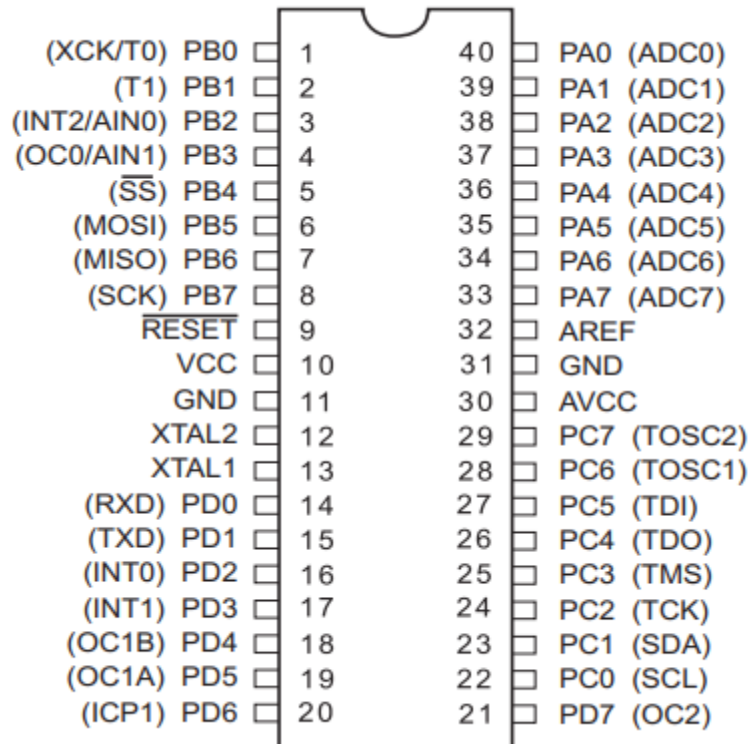 (XCK/T0) PB0 1 40 PA0 (ADC0)
(T1) PB1 2 39 PA1 (ADC1)
(INT2/AIN0) PB2 3 38 PA2 (ADC2)
(OC0/AIN1) PB3 4 37 PA3 (ADC3)
(S̅S̅) PB4 5 36 PA4 (ADC4)
(MOSI) PB5 6 35 PA5 (ADC5)
(MISO) PB6 7 34 PA6 (ADC6)
(SCK) PB7 8 33 PA7 (ADC7)
R̅E̅S̅E̅T̅ 9 32 AREF
VCC 10 31 GND
GND 11 30 AVCC
XTAL2 12 29 PC7 (TOSC2)
XTAL1 13 28 PC6 (TOSC1)
(RXD) PD0 14 27 PC5 (TDI)
(TXD) PD1 15 26 PC4 (TDO)
(INT0) PD2 16 25 PC3 (TMS)
(INT1) PD3 17 24 PC2 (TCK)
(OC1B) PD4 18 23 PC1 (SDA)
(OC1A) PD5 19 22 PC0 (SCL)
(ICP1) PD6 20 21 PD7 (OC2)